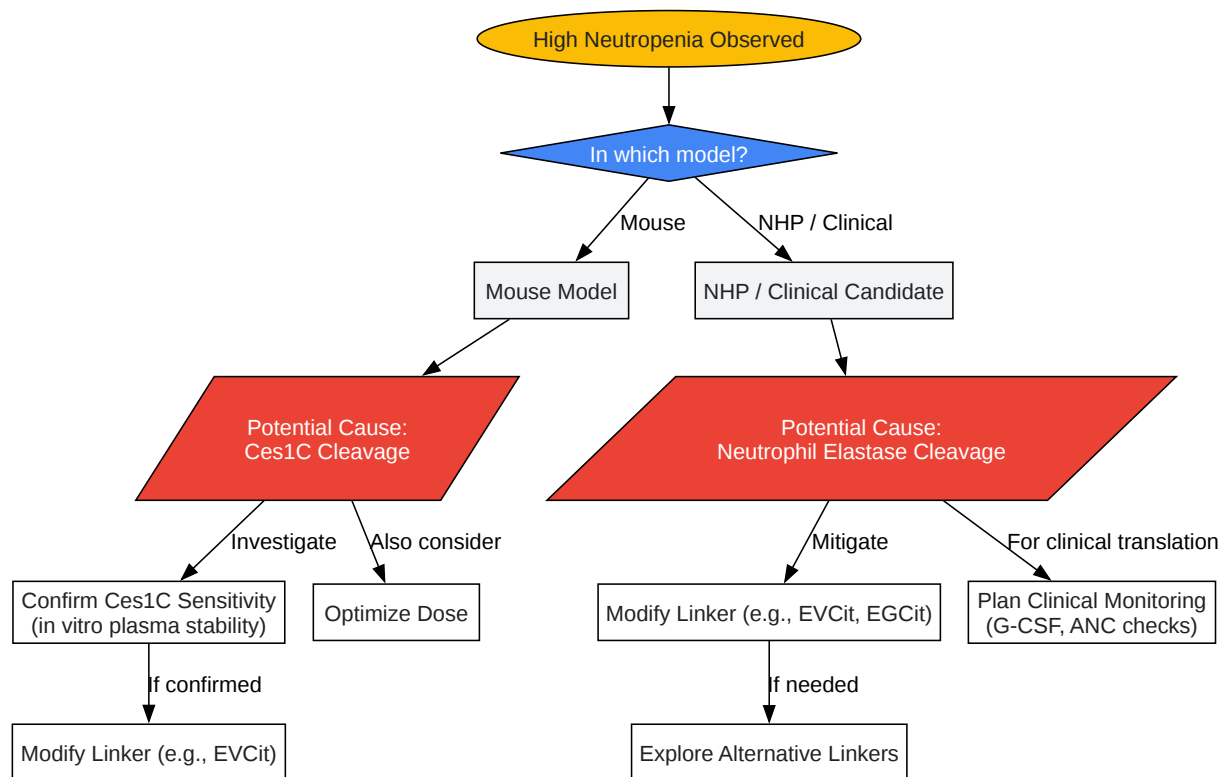 High Neutropenia Observed
In which model?
Mouse
NHP / Clinical
Mouse Model
NHP / Clinical Candidate
Potential Cause:
Ces1C Cleavage
Potential Cause:
Neutrophil Elastase Cleavage
Investigate
Also consider
Mitigate
For clinical translation
Confirm Ces1C Sensitivity
(in vitro plasma stability)
Optimize Dose
Modify Linker (e.g., EVCit, EGCit)
Plan Clinical Monitoring
(G-CSF, ANC checks)
If confirmed
If needed
Modify Linker (e.g., EVCit)
Explore Alternative Linkers